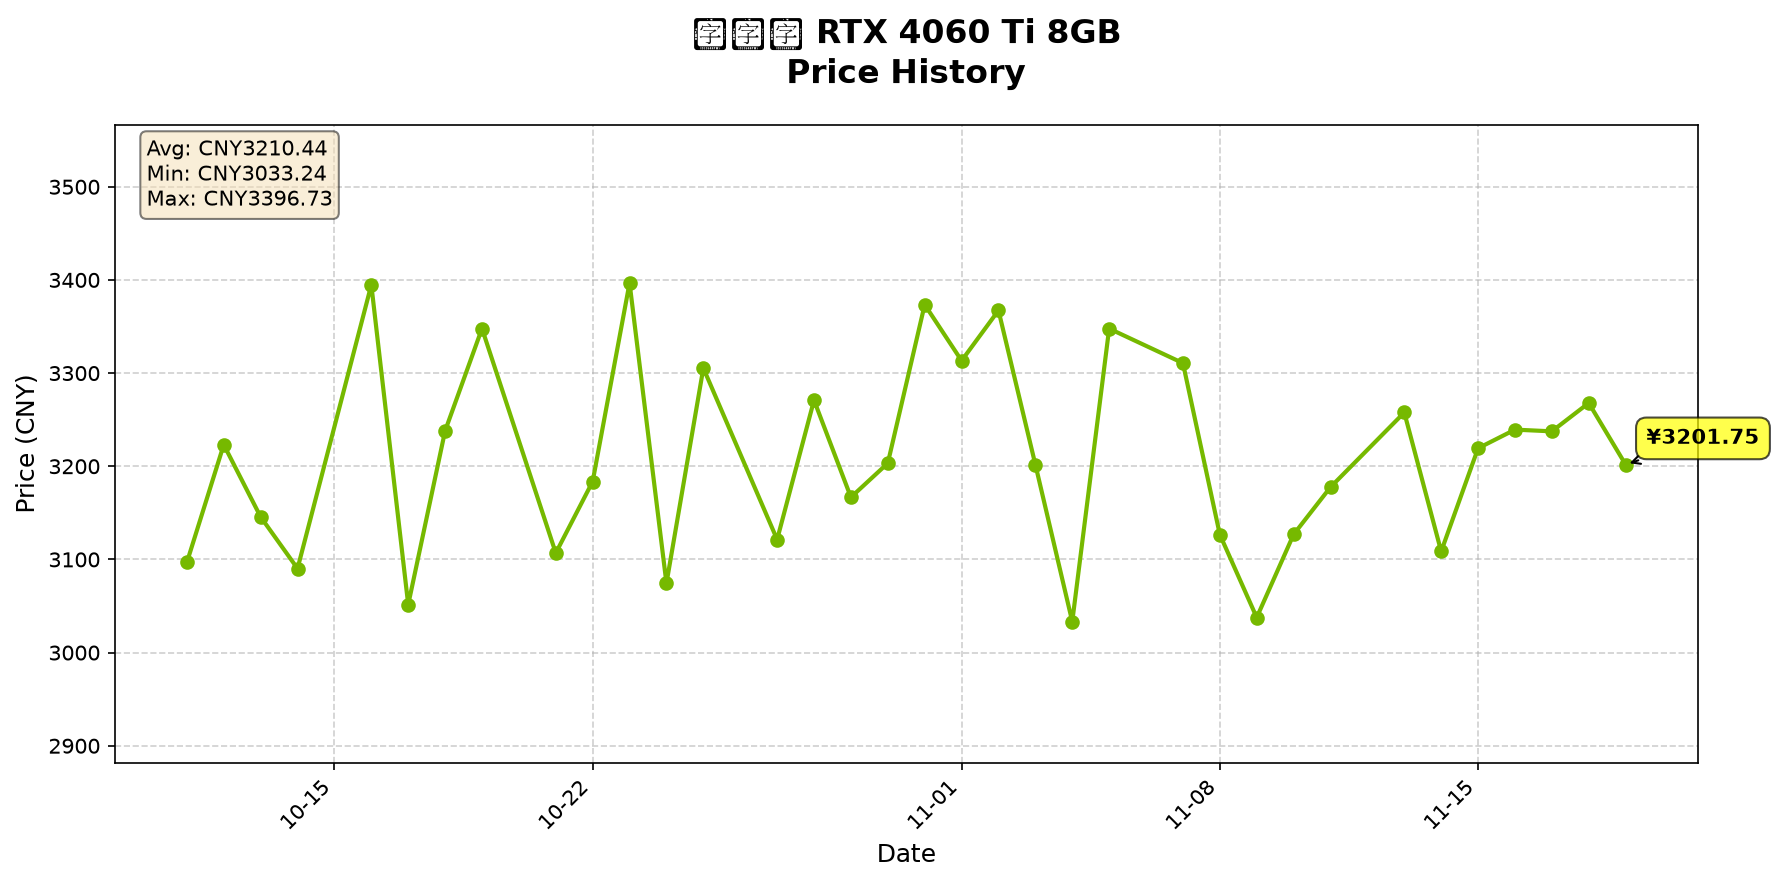 RTX 4060 Ti 8GB
Price History
Avg: CNY3210.44
Min: CNY3033.24
Max: CNY3396.73
3500
3400
3300
3200
3100
3000
2900
Price (CNY)
¥3201.75
10-15
10-22
11-01
11-08
11-15
Date